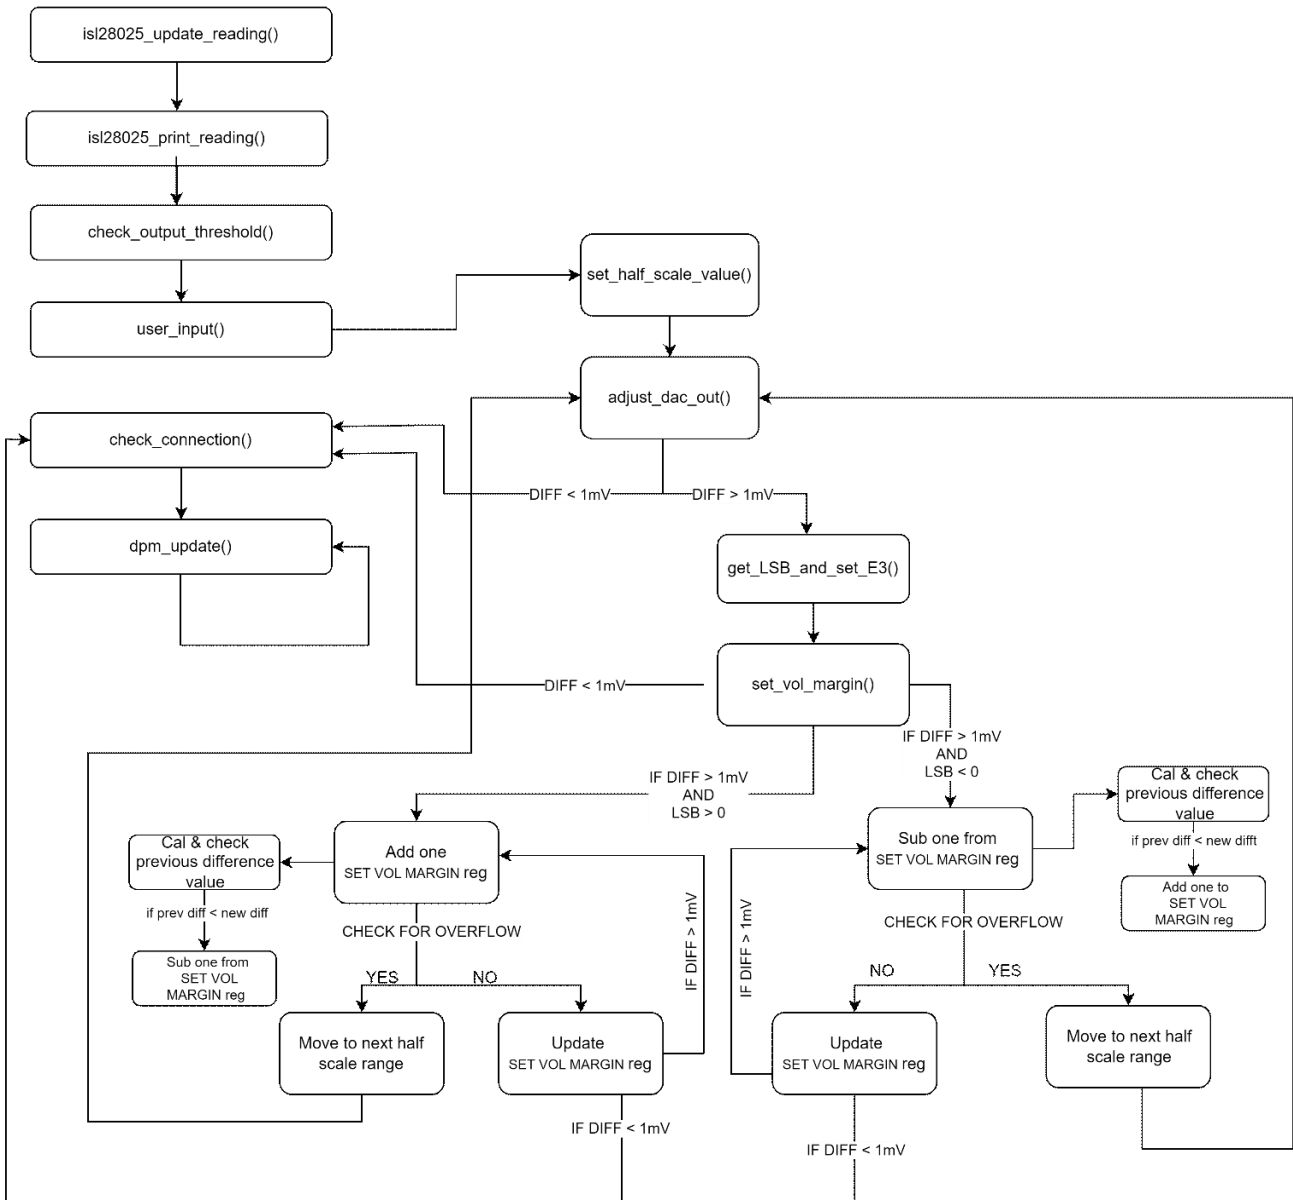 isl28025_update_reading()
isl28025_print_reading()
check_output_threshold()
user_input()
set_half_scale_value()
adjust_dac_out()
check_connection()
DIFF < 1mV
DIFF > 1mV
dpm_update()
get_LSB_and_set_E3()
set_vol_margin()
DIFF < 1mV
IF DIFF > 1mV
AND
LSB < 0
IF DIFF > 1mV
AND
LSB > 0
Cal & check
previous difference
value
if prev diff < new difft
Add one to
SET VOL
MARGIN reg
Sub one from
SET VOL MARGIN reg
Add one
SET VOL MARGIN reg
Cal & check
previous difference
value
if prev diff < new diff
Sub one from
SET VOL
MARGIN reg
CHECK FOR OVERFLOW
IF DIFF > 1mV
IF DIFF > 1mV
CHECK FOR OVERFLOW
YES
NO
NO
YES
Move to next half
scale range
Update
SET VOL MARGIN reg
Update
SET VOL MARGIN reg
Move to next half
scale range
IF DIFF < 1mV
IF DIFF < 1mV